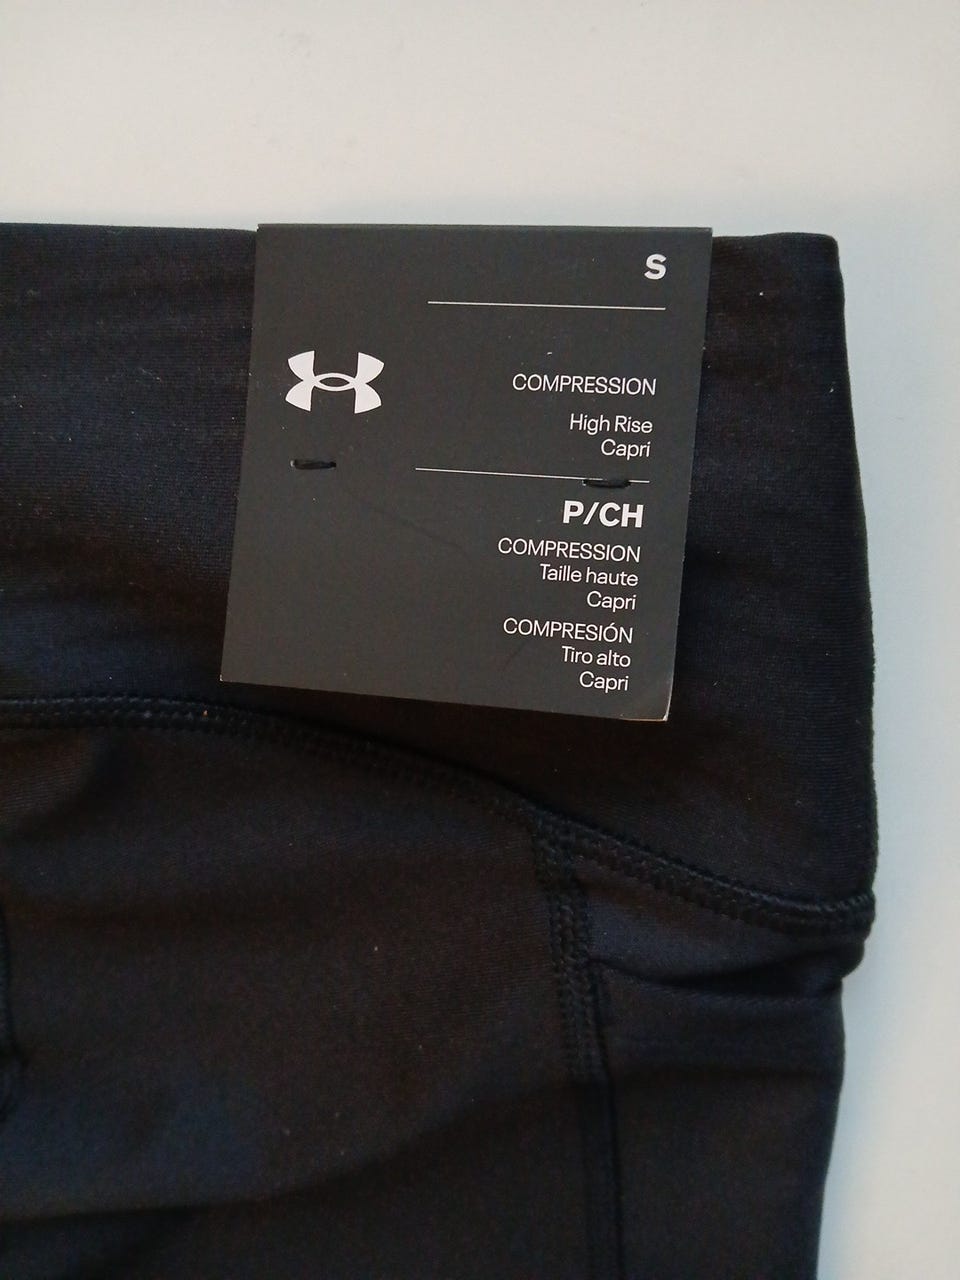 S
COMPRESSION
High Rise
Capri
P/CH
COMPRESSION
Taille haute
Capri
COMPRESIÓN
Tiro alto
Capri